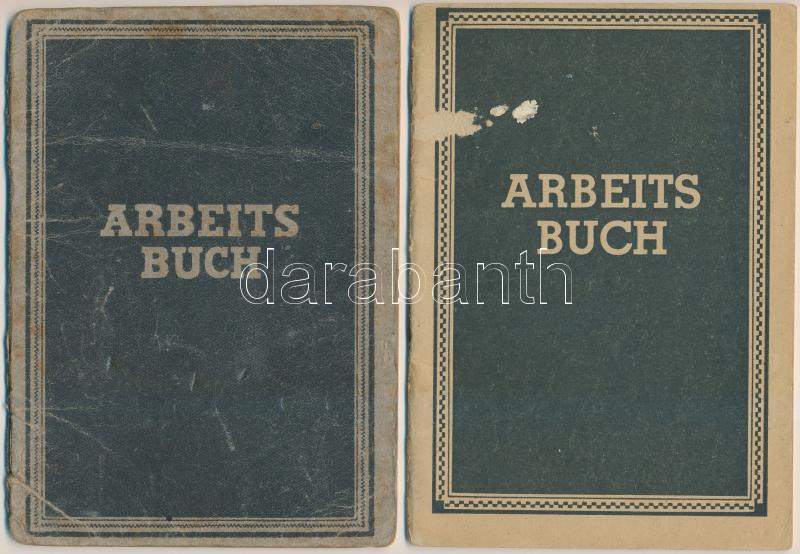 ARBEITS
BUCH
ARBEITS
BUCH
darabanth